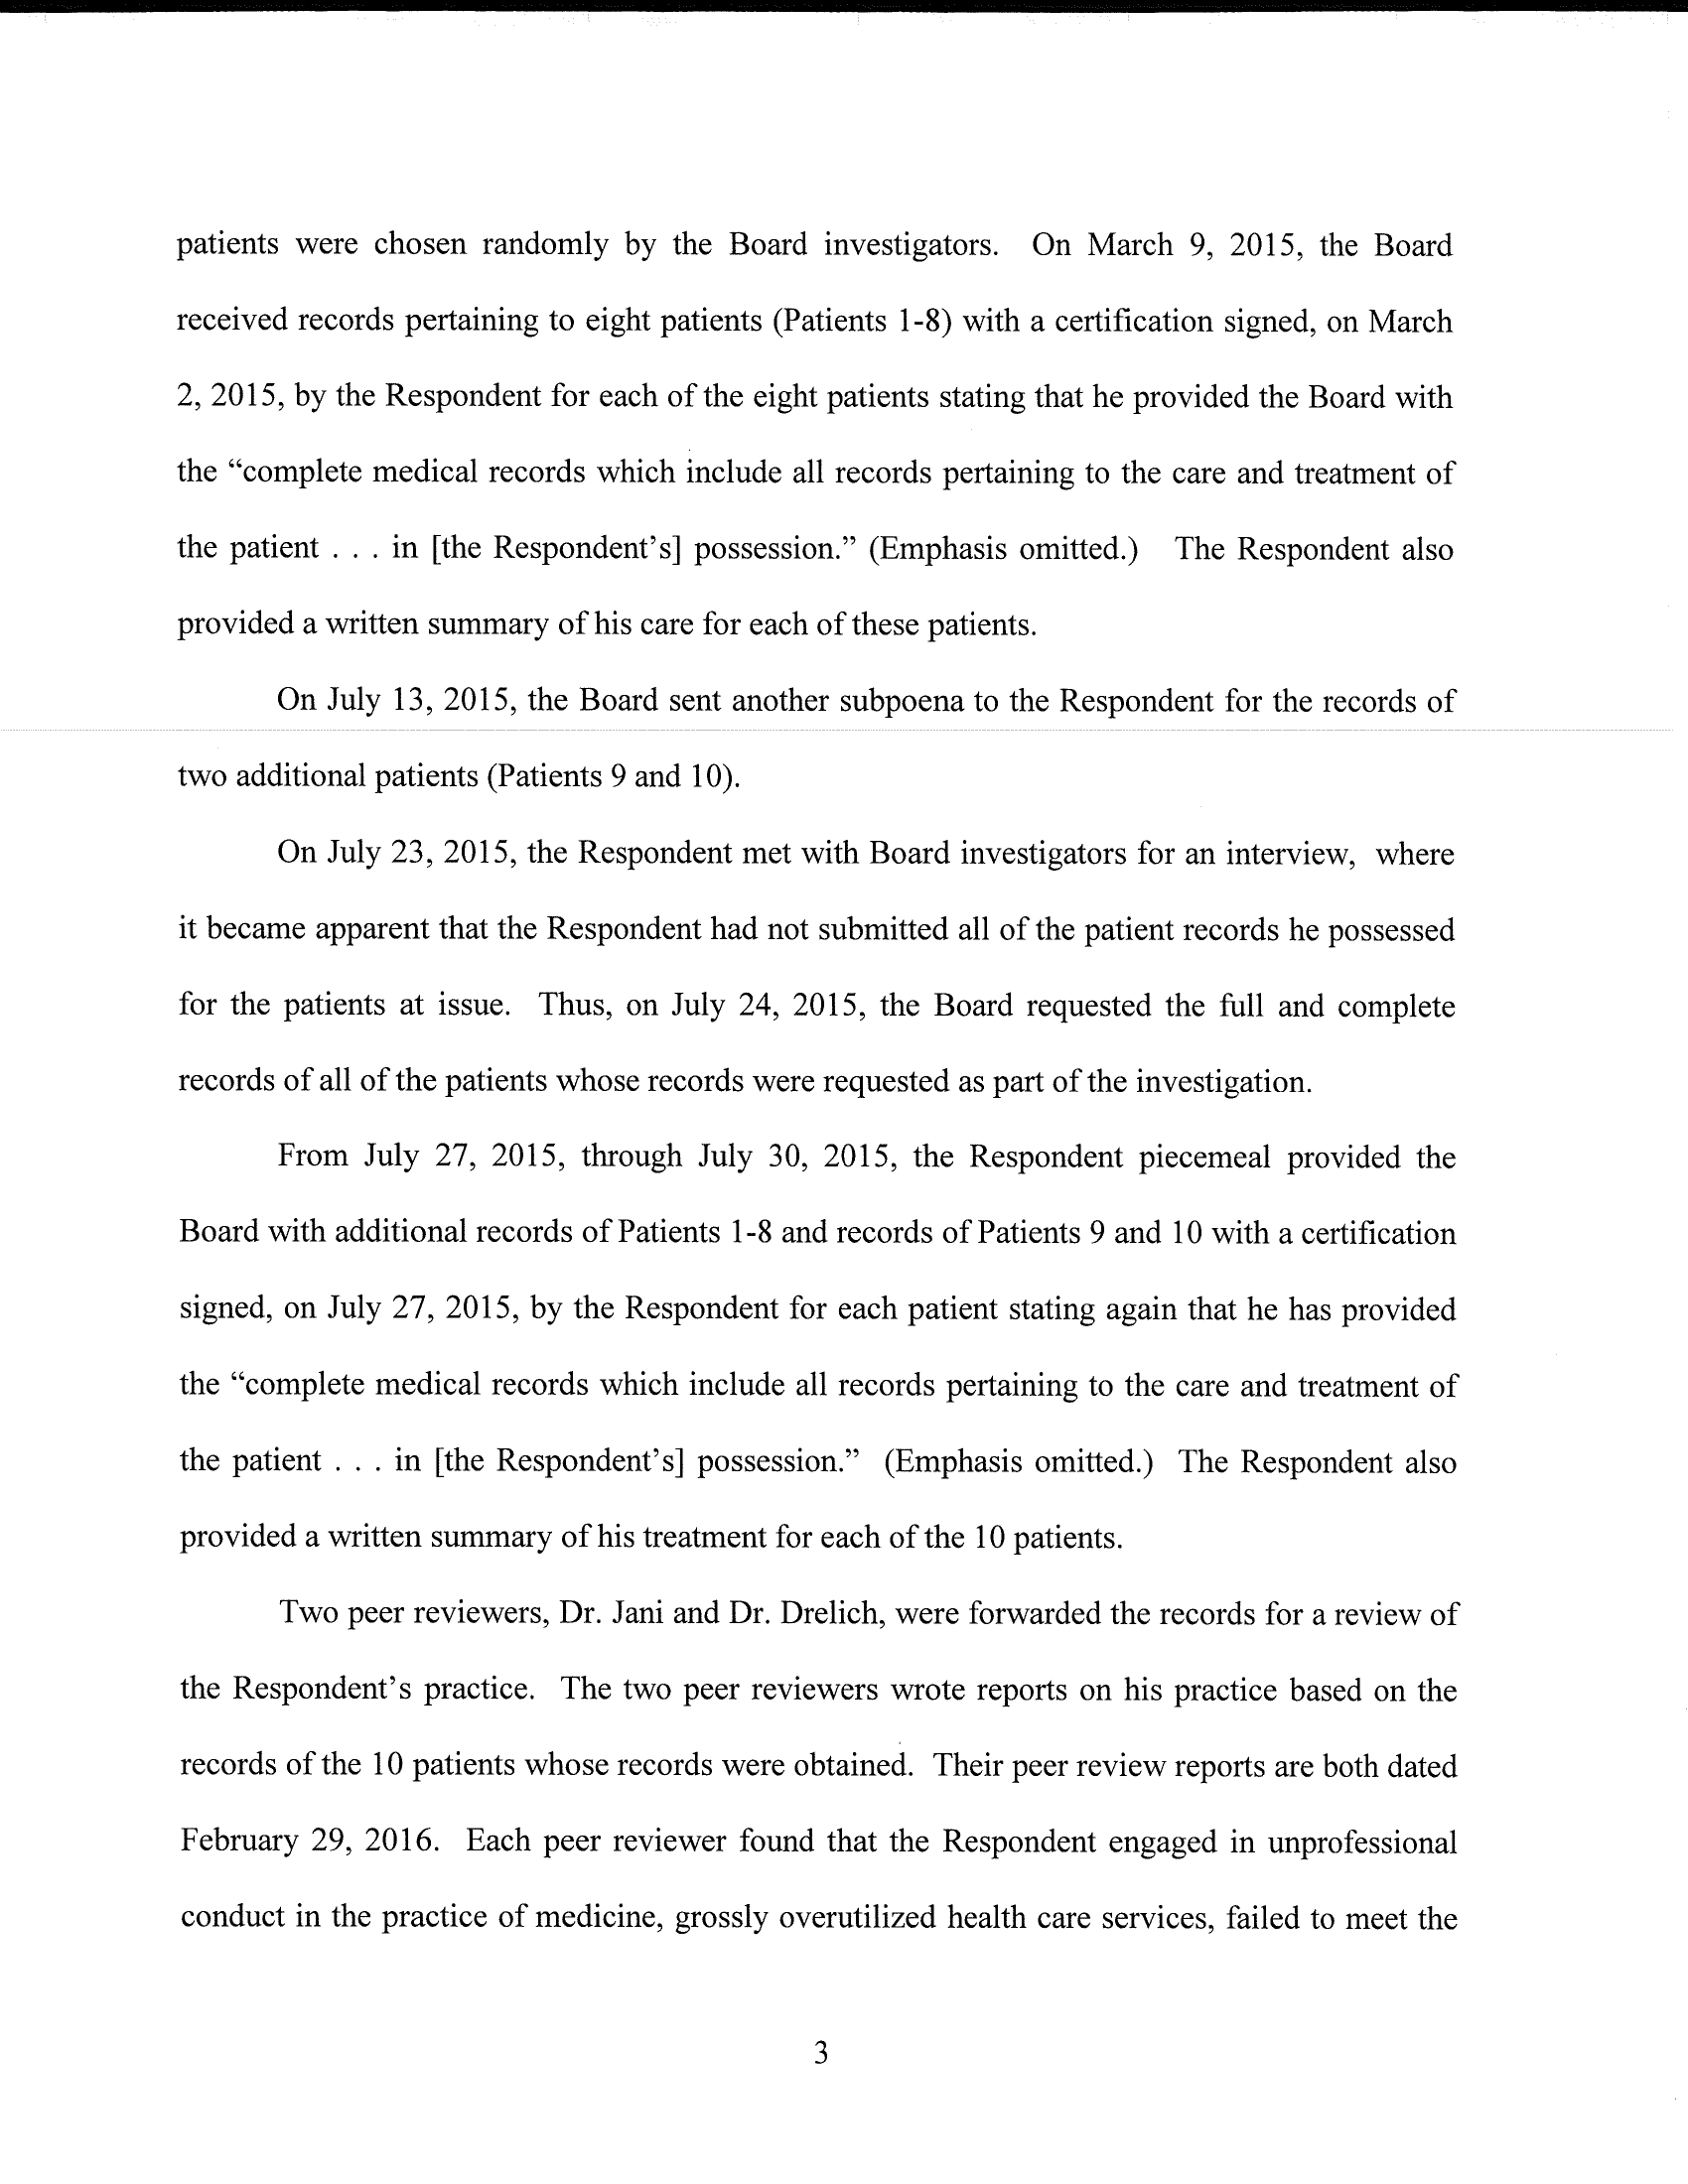 patients were chosen randomly by the Board investigators. On March 9, 2015, the Board
received records pertaining to eight patients (Patients 1-8) with a certification signed, on March
2, 2015, by the Respondent for each of the eight patients stating that he provided the Board with
the “complete medical records which include all records pertaining to the care and treatment of
the patient . . . in [the Respondent’s] possession.” (Emphasis omitted.) The Respondent also
provided a written summary of his care for each of these patients.
On July 13, 2015, the Board sent another subpoena to the Respondent for the records of
two additional patients (Patients 9 and 10).
On July 23, 2015, the Respondent met with Board investigators for an interview, where
it became apparent that the Respondent had not submitted all of the patient records he possessed
for the patients at issue. Thus, on July 24, 2015, the Board requested the full and complete
records of all of the patients whose records were requested as part of the investigation.
From July 27, 2015, through July 30, 2015, the Respondent piecemeal provided the
Board with additional records of Patients 1-8 and records of Patients 9 and 10 with a certification
signed, on July 27, 2015, by the Respondent for each patient stating again that he has provided
the “complete medical records which include all records pertaining to the care and treatment of
the patient . . . in [the Respondent’s] possession.” (Emphasis omitted.) The Respondent also
provided a written summary of his treatment for each of the 10 patients.
Two peer reviewers, Dr. Jani and Dr. Drelich, were forwarded the records for a review of
the Respondent’s practice. The two peer reviewers wrote reports on his practice based on the
records of the 10 patients whose records were obtained. Their peer review reports are both dated
February 29, 2016. Each peer reviewer found that the Respondent engaged in unprofessional
conduct in the practice of medicine, grossly overutilized health care services, failed to meet the
3